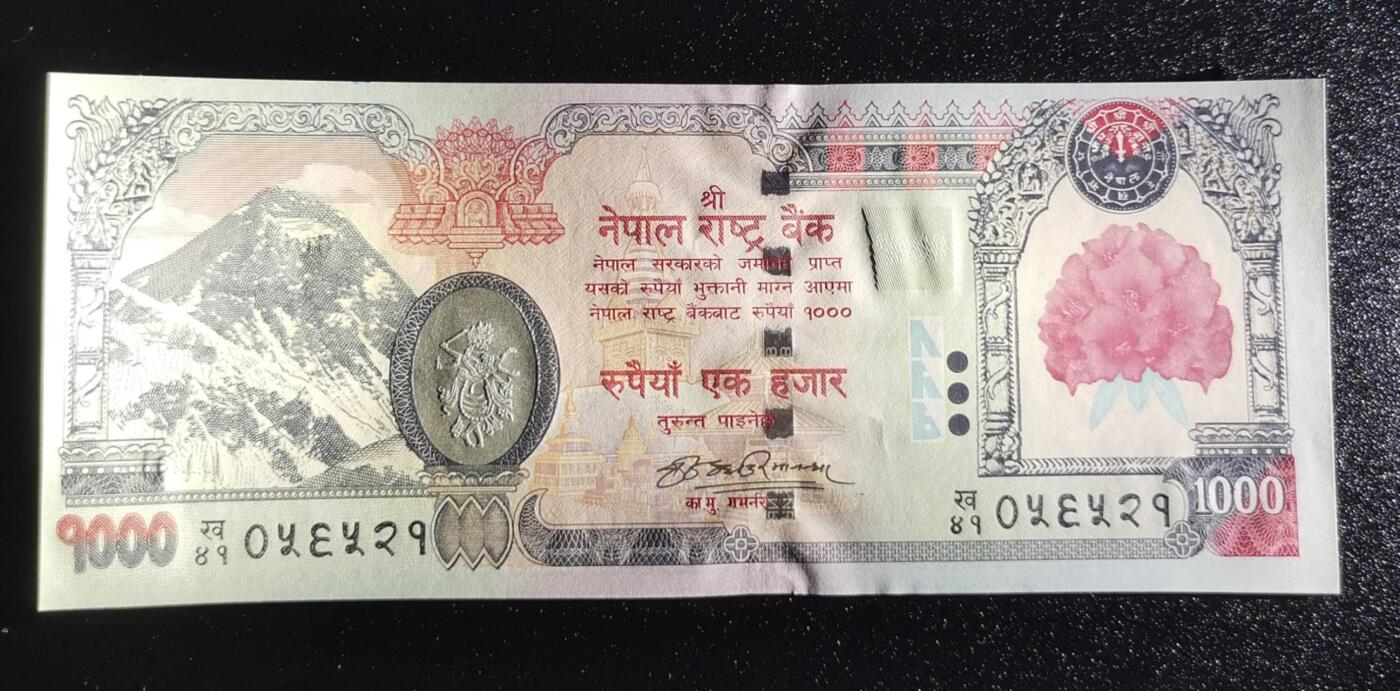 श्री
नेपाल राष्ट्र बैंक
नेपाल सरकारको जमानत प्राप्त
यसको रुपैयाँ भुक्तानी माग्न आएमा
नेपाल राष्ट्र बैंकबाट रुपैयाँ १०००
रुपैयाँ एक हजार
तुरुन्त पाइनेछ
का.मु. गभर्नर
१०००
ख
४१ ०५६५२१
ख
४१ ०५६५२१
1000